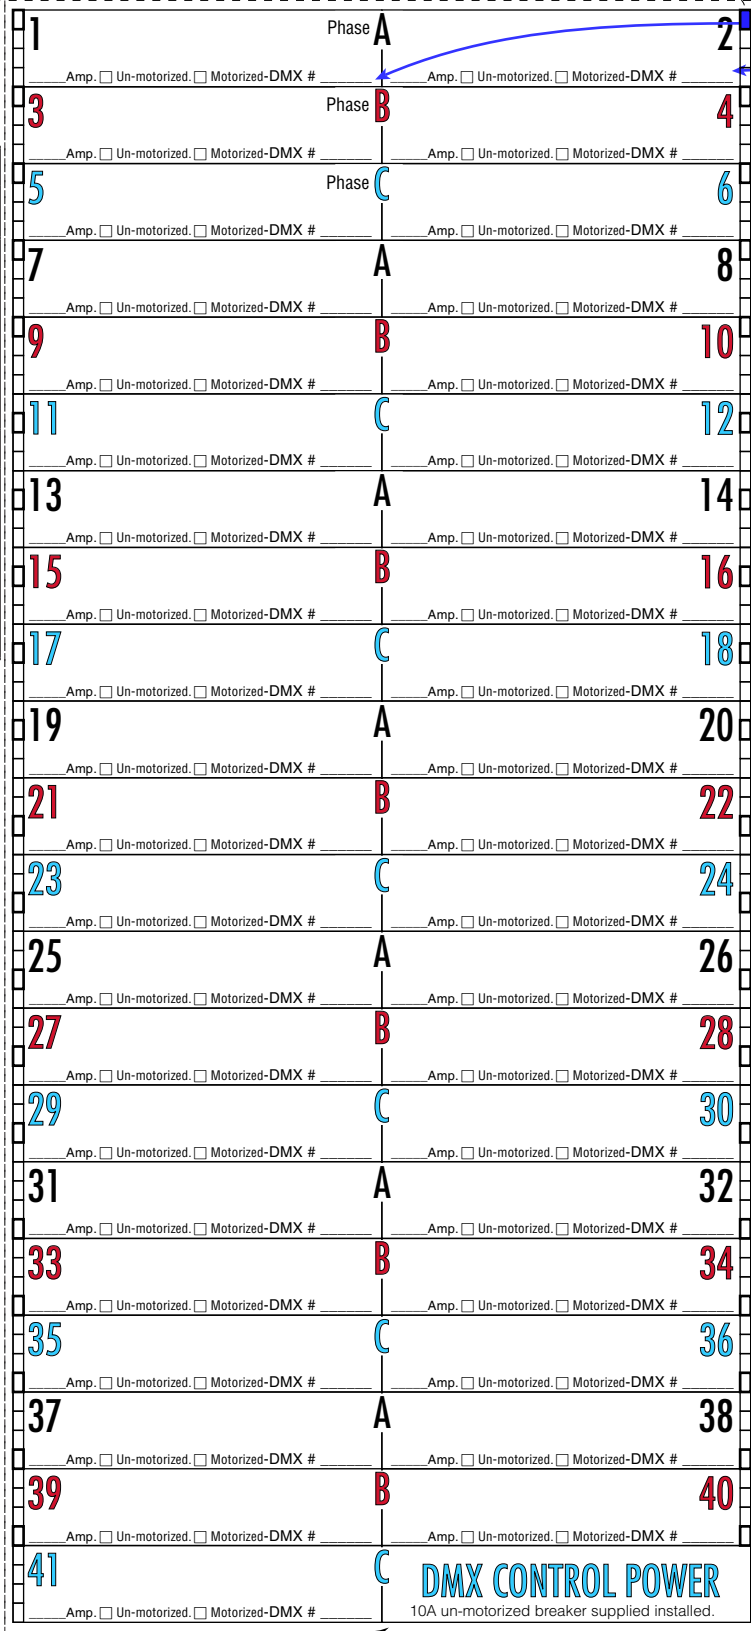 1 Phase A 2
_____Amp. ☐ Un-motorized. ☐ Motorized-DMX # _______ _____Amp. ☐ Un-motorized. ☐ Motorized-DMX # _______
3 Phase B 4
_____Amp. ☐ Un-motorized. ☐ Motorized-DMX # _______ _____Amp. ☐ Un-motorized. ☐ Motorized-DMX # _______
5 Phase C 6
_____Amp. ☐ Un-motorized. ☐ Motorized-DMX # _______ _____Amp. ☐ Un-motorized. ☐ Motorized-DMX # _______
7 A 8
_____Amp. ☐ Un-motorized. ☐ Motorized-DMX # _______ _____Amp. ☐ Un-motorized. ☐ Motorized-DMX # _______
9 B 10
_____Amp. ☐ Un-motorized. ☐ Motorized-DMX # _______ _____Amp. ☐ Un-motorized. ☐ Motorized-DMX # _______
11 C 12
_____Amp. ☐ Un-motorized. ☐ Motorized-DMX # _______ _____Amp. ☐ Un-motorized. ☐ Motorized-DMX # _______
13 A 14
_____Amp. ☐ Un-motorized. ☐ Motorized-DMX # _______ _____Amp. ☐ Un-motorized. ☐ Motorized-DMX # _______
15 B 16
_____Amp. ☐ Un-motorized. ☐ Motorized-DMX # _______ _____Amp. ☐ Un-motorized. ☐ Motorized-DMX # _______
17 C 18
_____Amp. ☐ Un-motorized. ☐ Motorized-DMX # _______ _____Amp. ☐ Un-motorized. ☐ Motorized-DMX # _______
19 A 20
_____Amp. ☐ Un-motorized. ☐ Motorized-DMX # _______ _____Amp. ☐ Un-motorized. ☐ Motorized-DMX # _______
21 B 22
_____Amp. ☐ Un-motorized. ☐ Motorized-DMX # _______ _____Amp. ☐ Un-motorized. ☐ Motorized-DMX # _______
23 C 24
_____Amp. ☐ Un-motorized. ☐ Motorized-DMX # _______ _____Amp. ☐ Un-motorized. ☐ Motorized-DMX # _______
25 A 26
_____Amp. ☐ Un-motorized. ☐ Motorized-DMX # _______ _____Amp. ☐ Un-motorized. ☐ Motorized-DMX # _______
27 B 28
_____Amp. ☐ Un-motorized. ☐ Motorized-DMX # _______ _____Amp. ☐ Un-motorized. ☐ Motorized-DMX # _______
29 C 30
_____Amp. ☐ Un-motorized. ☐ Motorized-DMX # _______ _____Amp. ☐ Un-motorized. ☐ Motorized-DMX # _______
31 A 32
_____Amp. ☐ Un-motorized. ☐ Motorized-DMX # _______ _____Amp. ☐ Un-motorized. ☐ Motorized-DMX # _______
33 B 34
_____Amp. ☐ Un-motorized. ☐ Motorized-DMX # _______ _____Amp. ☐ Un-motorized. ☐ Motorized-DMX # _______
35 C 36
_____Amp. ☐ Un-motorized. ☐ Motorized-DMX # _______ _____Amp. ☐ Un-motorized. ☐ Motorized-DMX # _______
37 A 38
_____Amp. ☐ Un-motorized. ☐ Motorized-DMX # _______ _____Amp. ☐ Un-motorized. ☐ Motorized-DMX # _______
39 B 40
_____Amp. ☐ Un-motorized. ☐ Motorized-DMX # _______ _____Amp. ☐ Un-motorized. ☐ Motorized-DMX # _______
41 C DMX CONTROL POWER
_____Amp. ☐ Un-motorized. ☐ Motorized-DMX # _______ 10A un-motorized breaker supplied installed.